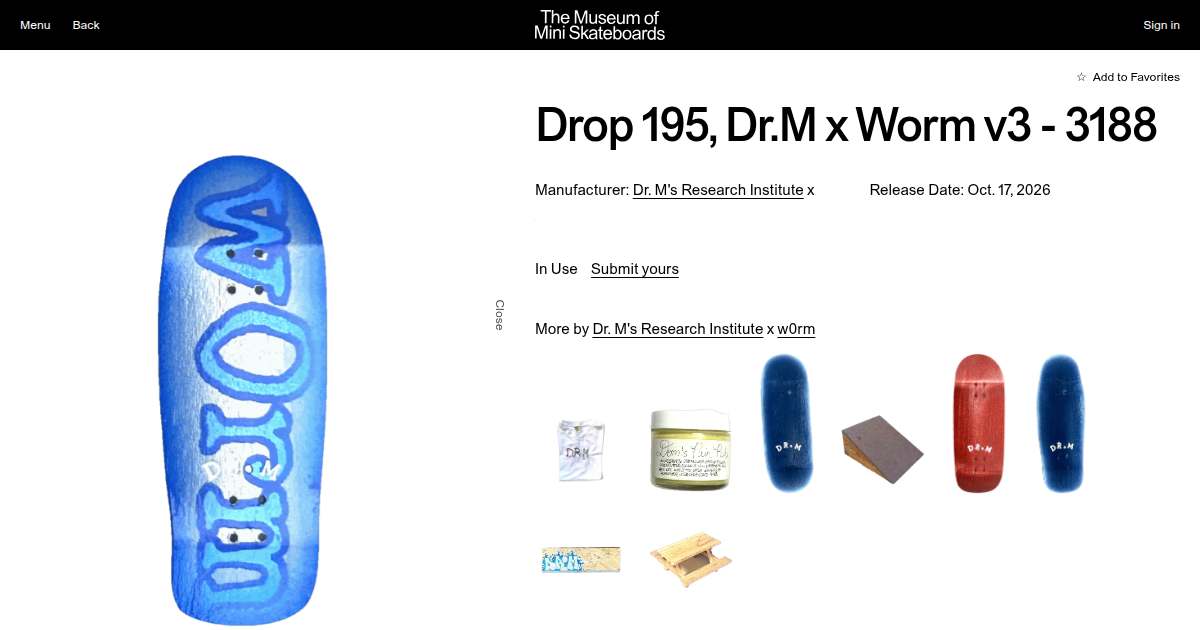 Menu
Back
The Museum of
Mini Skateboards
Sign in
☆ Add to Favorites
Drop 195, Dr.M x Worm v3 - 3188
Manufacturer: Dr. M's Research Institute x
Release Date: Oct. 17, 2026
In Use Submit yours
Close
More by Dr. M's Research Institute x w0rm
wOrm
DR•M
DR.M
DR•M
DR•M
DR•M